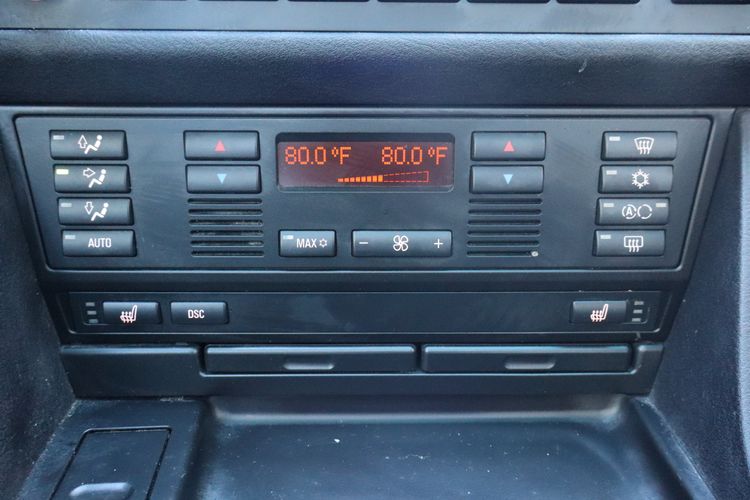 80.0 °F 80.0 °F
AUTO
MAX
− +
A
DSC